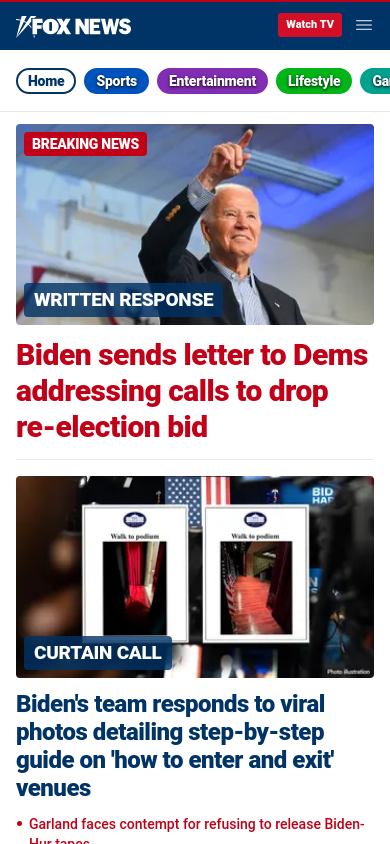 FOX NEWS
Watch TV
Home
Sports
Entertainment
Lifestyle
BREAKING NEWS
WRITTEN RESPONSE
Biden sends letter to Dems
addressing calls to drop
re-election bid
BID
Walk to podium
Walk to podium
CURTAIN CALL
Photo illustration
Biden's team responds to viral
photos detailing step-by-step
guide on 'how to enter and exit'
venues
• Garland faces contempt for refusing to release Biden-
Hur tapes